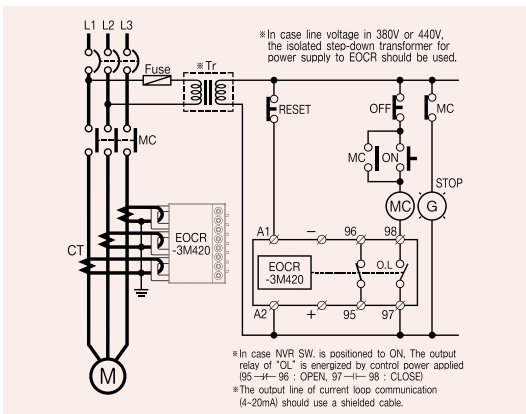 L1 L2 L3
※In case line voltage in 380V or 440V,
the isolated step-down transformer for
power supply to EOCR should be used.
Fuse
※Tr
RESET
OFF
MC
MC
MC
ON
STOP
MC
G
A1
−
96
98
EOCR
-3M420
CT
EOCR
-3M420
O.L
A2
+
95
97
M
※In case NVR SW. is positioned to ON, The output
relay of "OL" is energized by control power applied
(95 96 : OPEN, 97 98 : CLOSE)
※The output line of current loop communication
(4~20mA) should use a shielded cable.